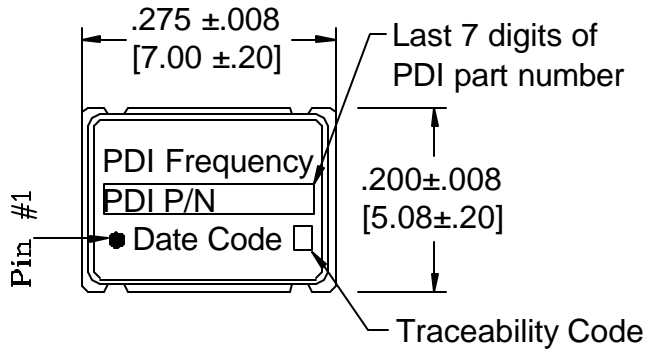 .275 ±.008
[7.00 ±.20]
Last 7 digits of
PDI part number
PDI Frequency
PDI P/N
Date Code
.200±.008
[5.08±.20]
Pin #1
Traceability Code